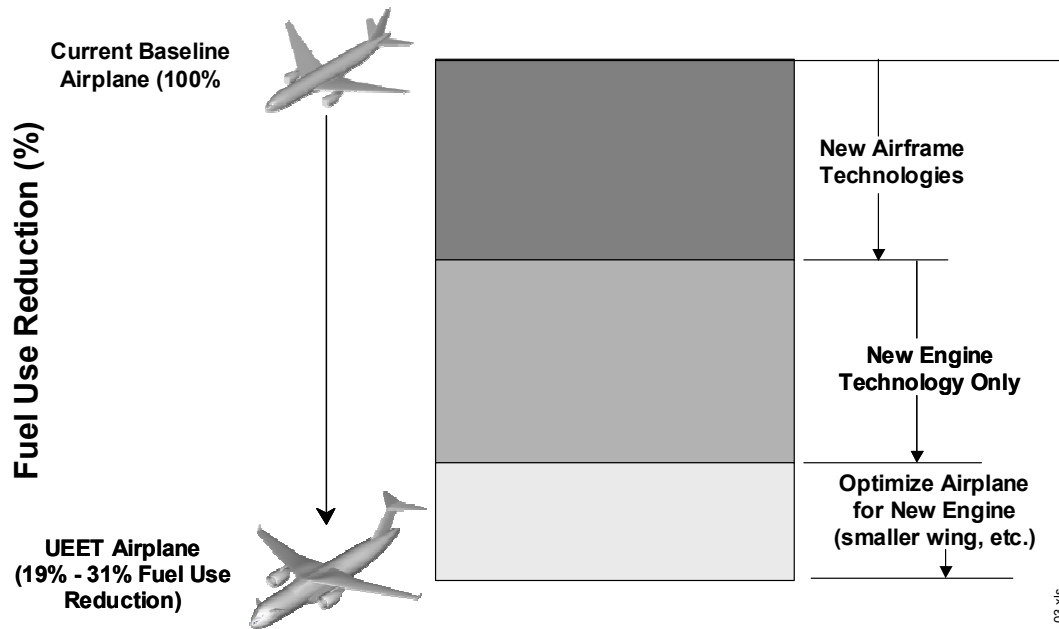 Current Baseline
Airplane (100%
Fuel Use Reduction (%)
New Airframe
Technologies
New Engine
Technology Only
Optimize Airplane
for New Engine
(smaller wing, etc.)
UEET Airplane
(19% - 31% Fuel Use
Reduction)